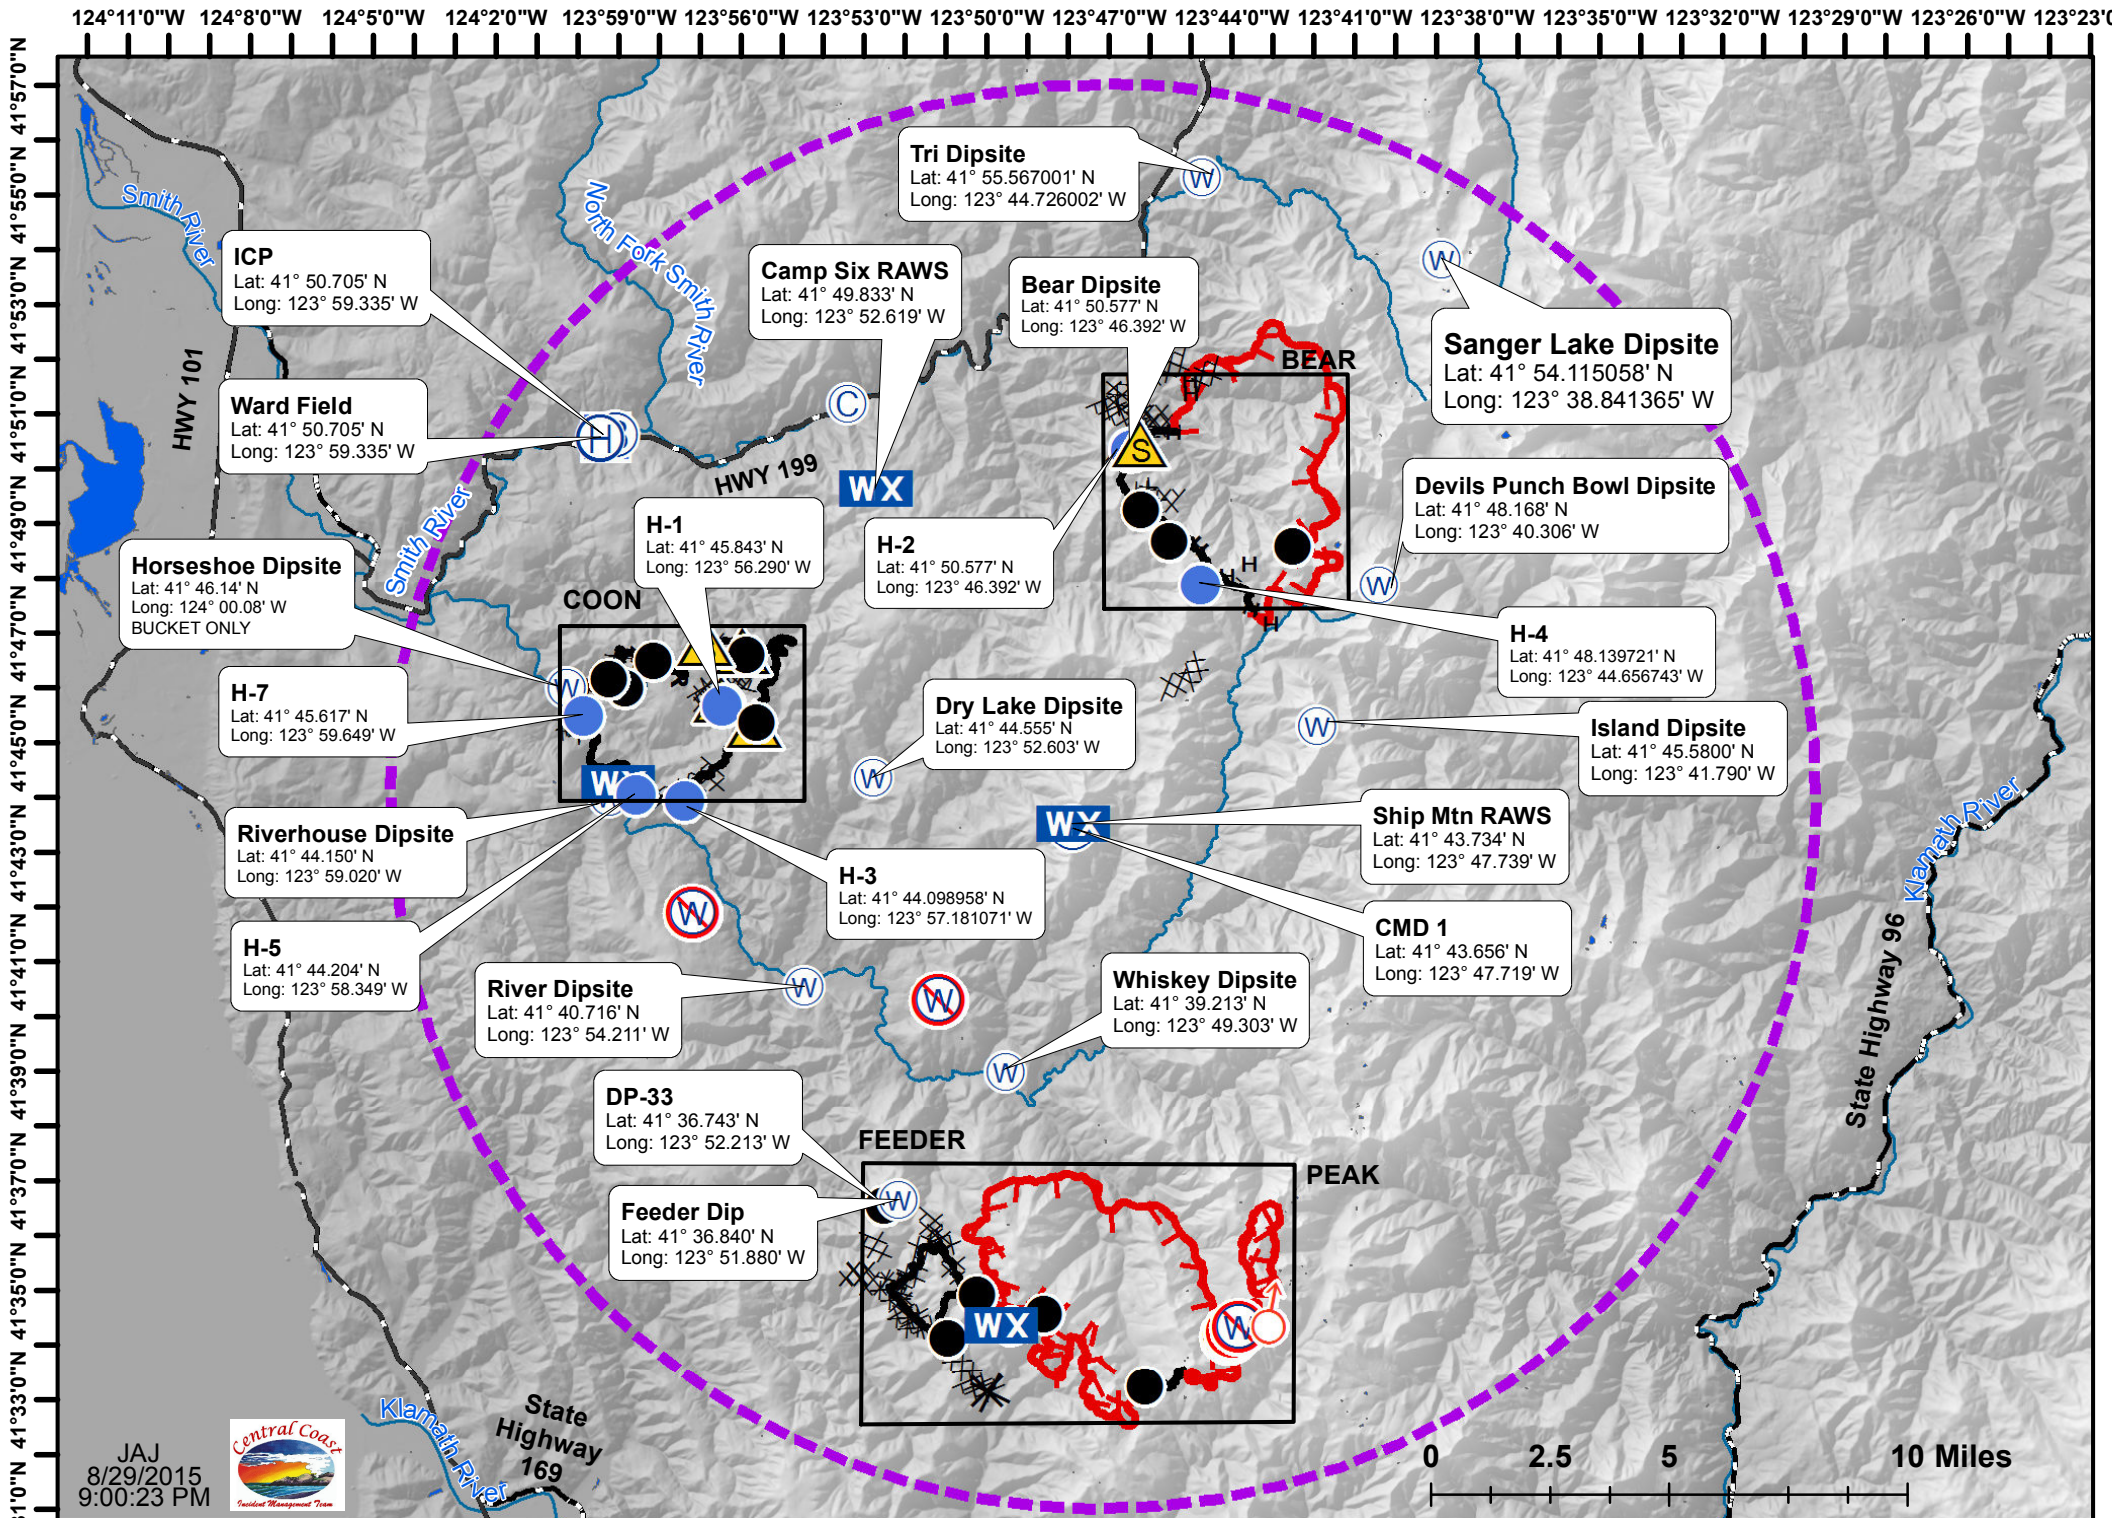 124°11'0"W 124°8'0"W 124°5'0"W 124°2'0"W 123°59'0"W 123°56'0"W 123°53'0"W 123°50'0"W 123°47'0"W 123°44'0"W 123°41'0"W 123°38'0"W 123°35'0"W 123°32'0"W 123°29'0"W 123°26'0"W 123°23'0
41°57'0"N
41°55'0"N
41°53'0"N
41°51'0"N
41°49'0"N
41°47'0"N
41°45'0"N
41°43'0"N
41°41'0"N
41°39'0"N
41°37'0"N
41°35'0"N
41°33'0"N
31°0"N
Smith River
North Fork Smith River
Tri Dipsite
Lat: 41° 55.567001' N
Long: 123° 44.726002' W
W
W
ICP
Lat: 41° 50.705' N
Long: 123° 59.335' W
Camp Six RAWS
Lat: 41° 49.833' N
Long: 123° 52.619' W
Bear Dipsite
Lat: 41° 50.577' N
Long: 123° 46.392' W
Sanger Lake Dipsite
Lat: 41° 54.115058' N
Long: 123° 38.841365' W
BEAR
HWY 101
Ward Field
Lat: 41° 50.705' N
Long: 123° 59.335' W
H
C
S
HWY 199
WX
Smith River
H-1
Lat: 41° 45.843' N
Long: 123° 56.290' W
H-2
Lat: 41° 50.577' N
Long: 123° 46.392' W
Devils Punch Bowl Dipsite
Lat: 41° 48.168' N
Long: 123° 40.306' W
W
Horseshoe Dipsite
Lat: 41° 46.14' N
Long: 124° 00.08' W
BUCKET ONLY
COON
H-4
Lat: 41° 48.139721' N
Long: 123° 44.656743' W
W
H-7
Lat: 41° 45.617' N
Long: 123° 59.649' W
Dry Lake Dipsite
Lat: 41° 44.555' N
Long: 123° 52.603' W
W
W
Island Dipsite
Lat: 41° 45.5800' N
Long: 123° 41.790' W
WX
WX
Riverhouse Dipsite
Lat: 41° 44.150' N
Long: 123° 59.020' W
Ship Mtn RAWS
Lat: 41° 43.734' N
Long: 123° 47.739' W
Klamath River
H-3
Lat: 41° 44.098958' N
Long: 123° 57.181071' W
W
CMD 1
Lat: 41° 43.656' N
Long: 123° 47.719' W
H-5
Lat: 41° 44.204' N
Long: 123° 58.349' W
River Dipsite
Lat: 41° 40.716' N
Long: 123° 54.211' W
W
W
Whiskey Dipsite
Lat: 41° 39.213' N
Long: 123° 49.303' W
W
State Highway 96
DP-33
Lat: 41° 36.743' N
Long: 123° 52.213' W
FEEDER
PEAK
Feeder Dip
Lat: 41° 36.840' N
Long: 123° 51.880' W
W
WX
W
Klamath River
State
Highway
169
JAJ
8/29/2015
9:00:23 PM
Central Coast
Incident Management Team
0 2.5 5 10 Miles